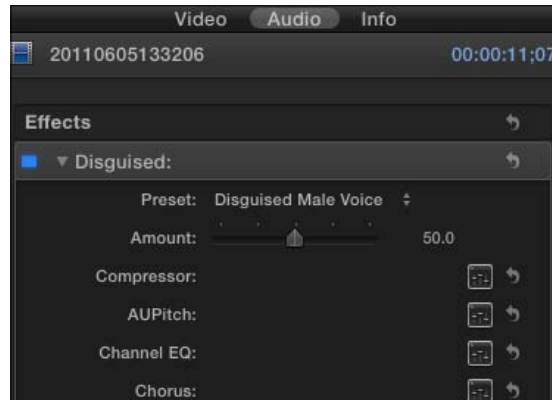 Video Audio Info
20110605133206 00:00:11;07
Effects
Disguised:
Preset: Disguised Male Voice
Amount: 50.0
Compressor:
AUPitch:
Channel EQ:
Chorus: